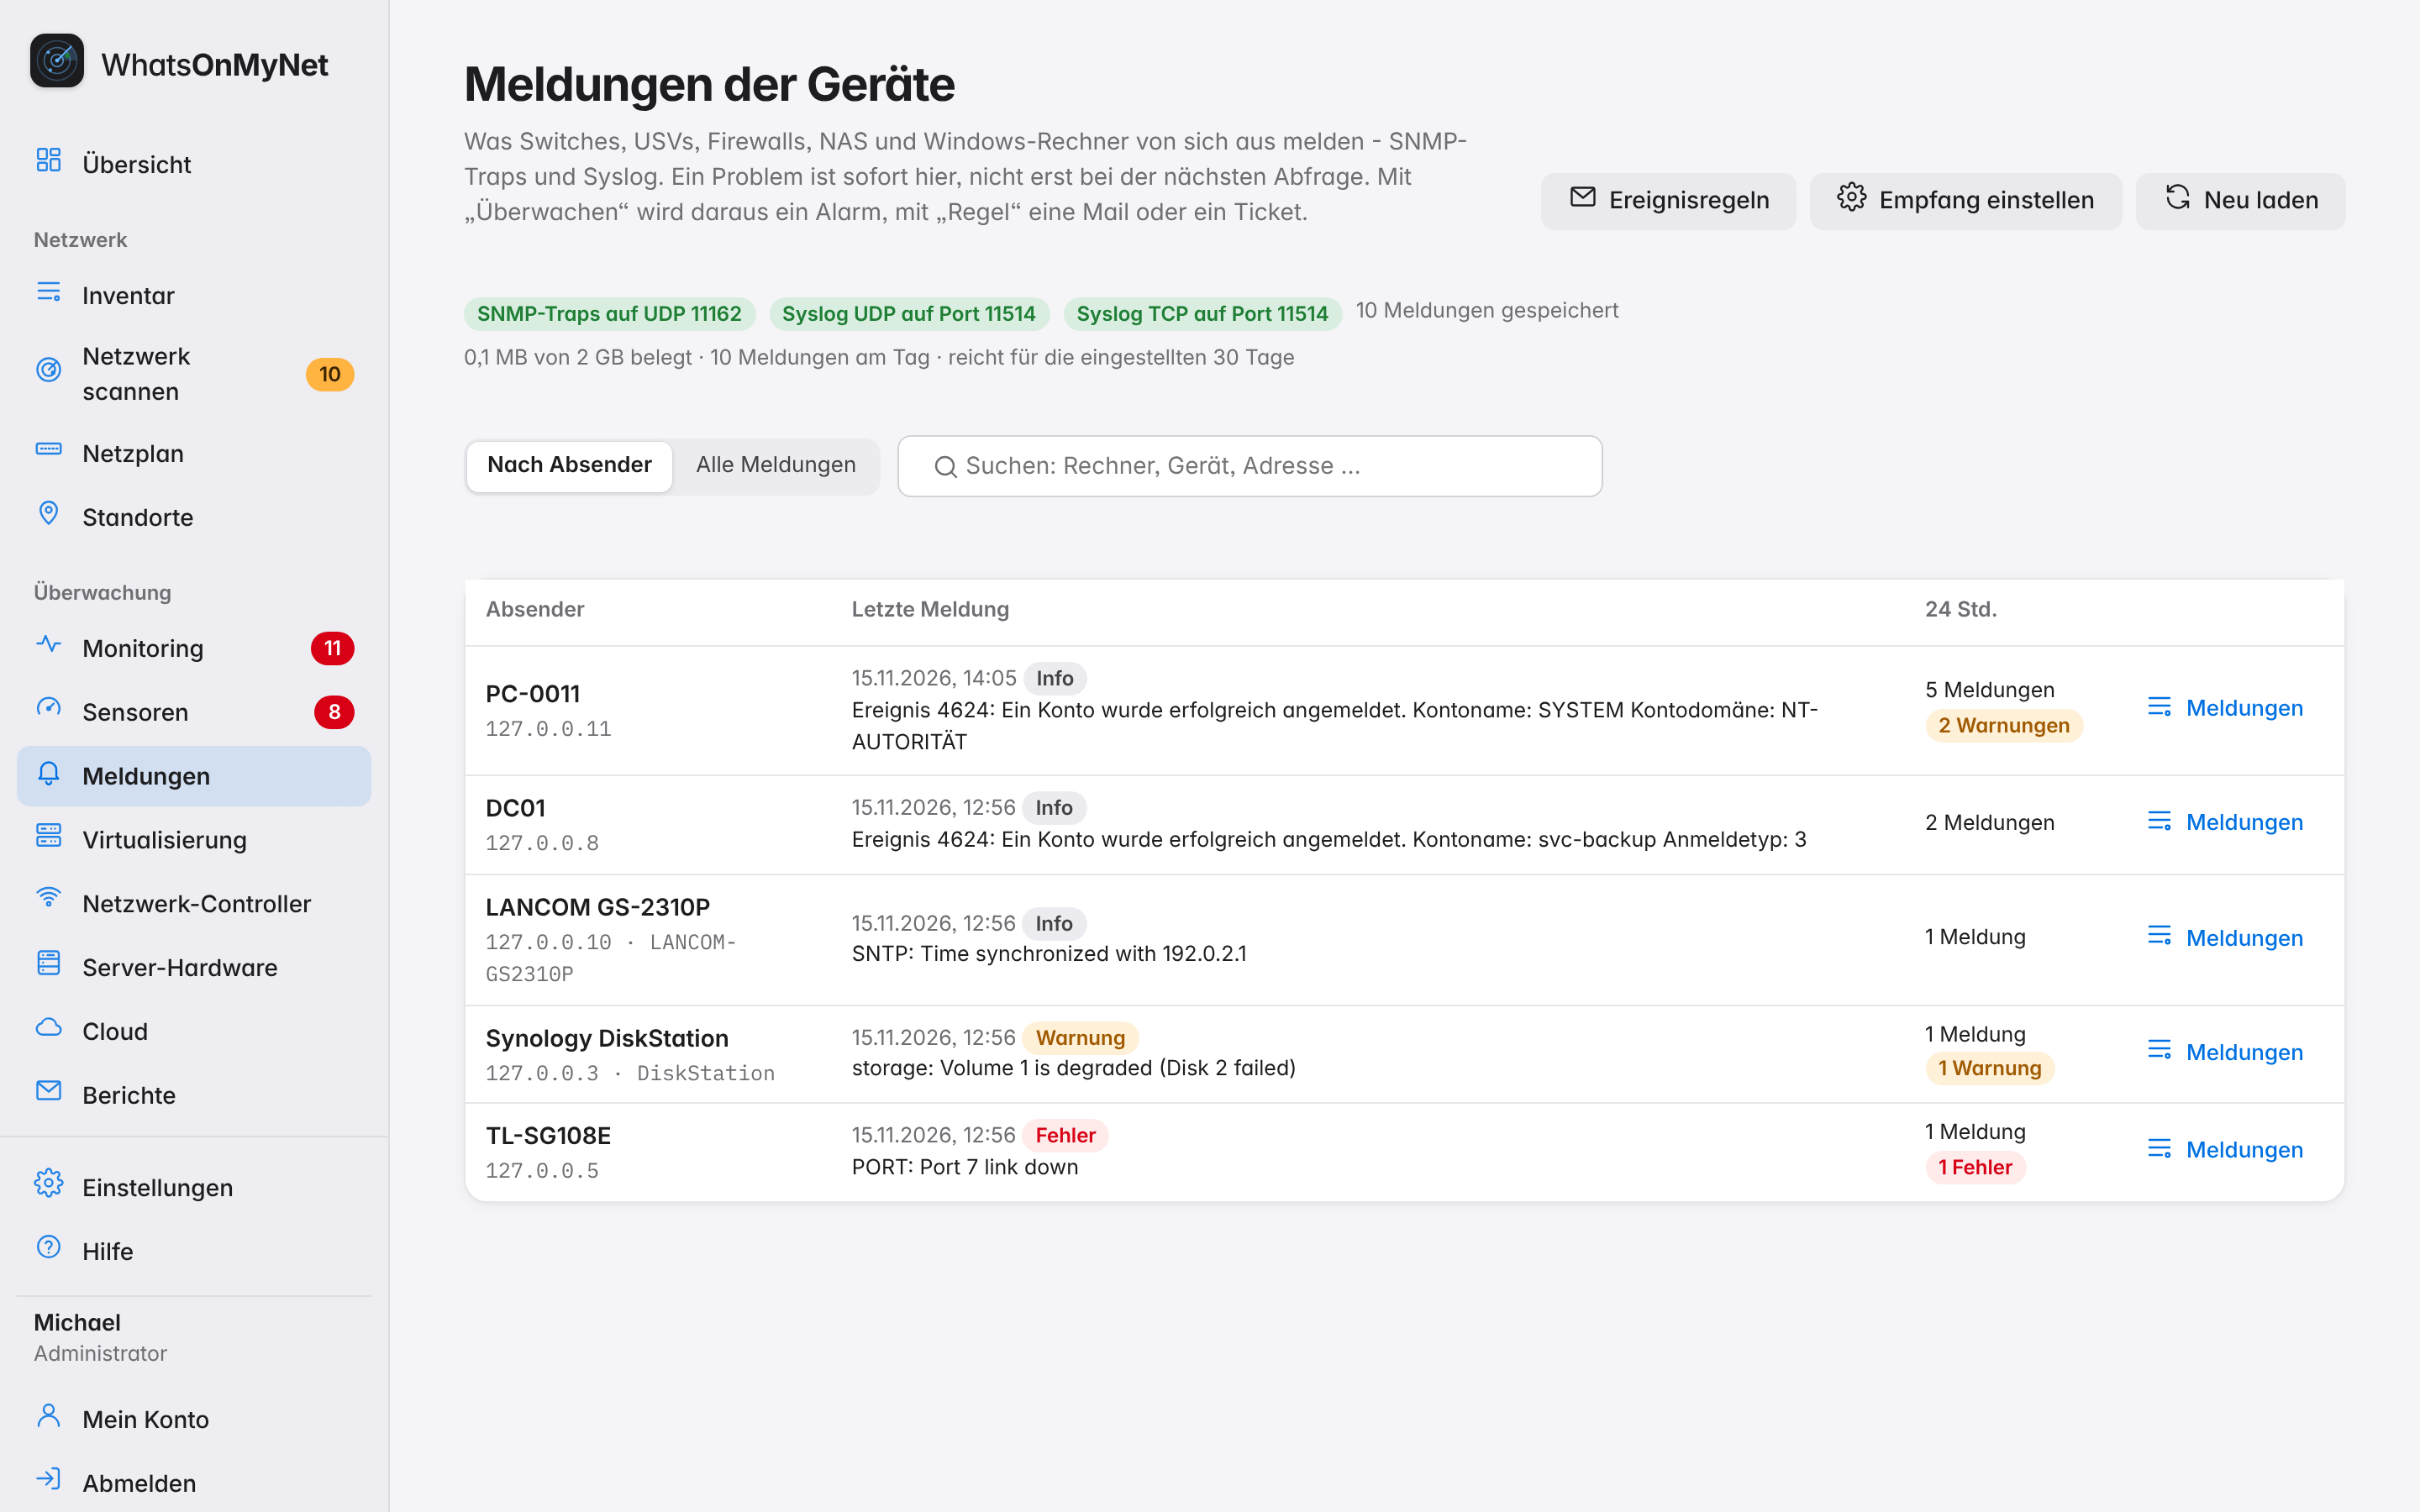 WhatsOnMyNet
Übersicht
Netzwerk
Inventar
Netzwerk
scannen
10
Netzplan
Standorte
Überwachung
Monitoring 11
Sensoren 8
Meldungen
Virtualisierung
Netzwerk-Controller
Server-Hardware
Cloud
Berichte
Einstellungen
Hilfe
Michael
Administrator
Mein Konto
Abmelden
Meldungen der Geräte
Was Switches, USVs, Firewalls, NAS und Windows-Rechner von sich aus melden - SNMP-
Traps und Syslog. Ein Problem ist sofort hier, nicht erst bei der nächsten Abfrage. Mit
„Überwachen“ wird daraus ein Alarm, mit „Regel“ eine Mail oder ein Ticket.
Ereignisregeln Empfang einstellen Neu laden
SNMP-Traps auf UDP 11162 Syslog UDP auf Port 11514 Syslog TCP auf Port 11514 10 Meldungen gespeichert
0,1 MB von 2 GB belegt · 10 Meldungen am Tag · reicht für die eingestellten 30 Tage
Nach Absender Alle Meldungen Suchen: Rechner, Gerät, Adresse ...
Absender Letzte Meldung 24 Std.
PC-0011
127.0.0.11
15.11.2026, 14:05 Info
Ereignis 4624: Ein Konto wurde erfolgreich angemeldet. Kontoname: SYSTEM Kontodomäne: NT-
AUTORITÄT
5 Meldungen
2 Warnungen
Meldungen
DC01
127.0.0.8
15.11.2026, 12:56 Info
Ereignis 4624: Ein Konto wurde erfolgreich angemeldet. Kontoname: svc-backup Anmeldetyp: 3
2 Meldungen
Meldungen
LANCOM GS-2310P
127.0.0.10 · LANCOM-
GS2310P
15.11.2026, 12:56 Info
SNTP: Time synchronized with 192.0.2.1
1 Meldung
Meldungen
Synology DiskStation
127.0.0.3 · DiskStation
15.11.2026, 12:56 Warnung
storage: Volume 1 is degraded (Disk 2 failed)
1 Meldung
1 Warnung
Meldungen
TL-SG108E
127.0.0.5
15.11.2026, 12:56 Fehler
PORT: Port 7 link down
1 Meldung
1 Fehler
Meldungen